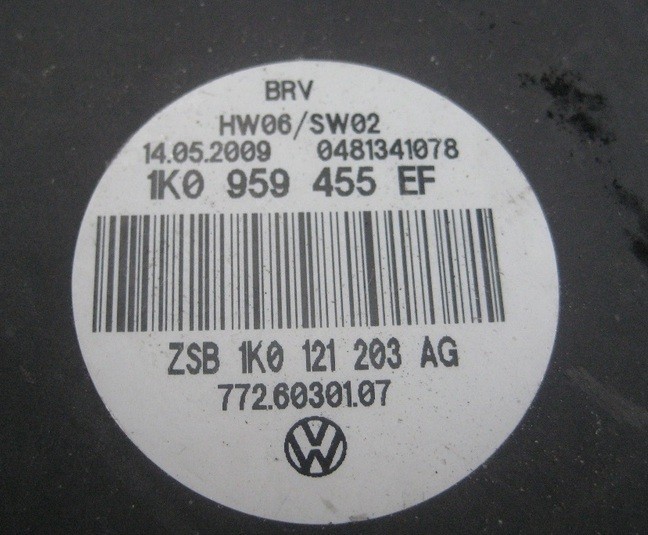 BRV
HW06/SW02
14.05.2009 0481341078
1K0 959 455 EF
ZSB 1K0 121 203 AG
772.60301.07
VW